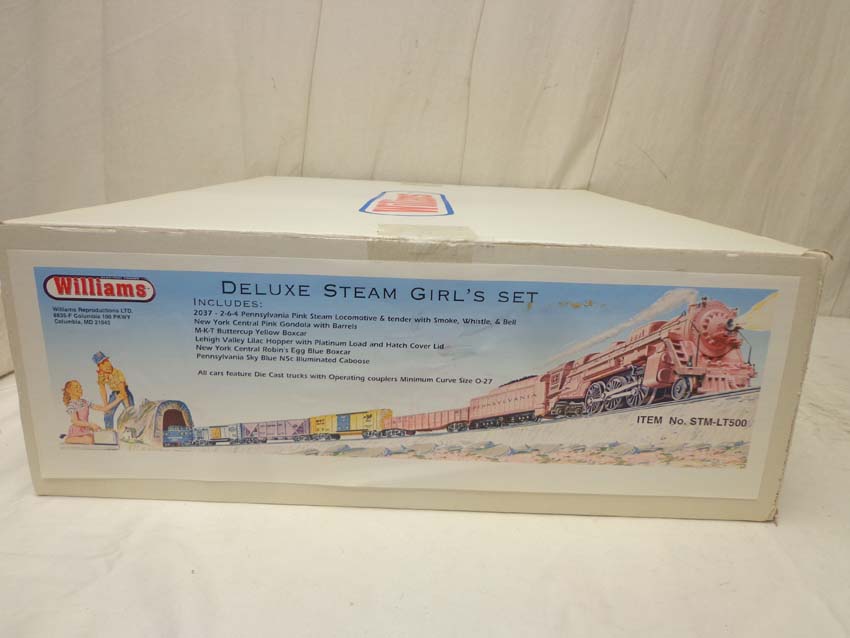 Williams
Williams
Williams Reproductions LTD.
8835-F Columbia 100 PKWY
Columbia, MD 21045
DELUXE STEAM GIRL'S SET
INCLUDES:
2037 - 2-6-4 Pennsylvania Pink Steam Locomotive & tender with Smoke, Whistle, & Bell
New York Central Pink Gondola with Barrels
M-K-T Buttercup Yellow Boxcar
Lehigh Valley Lilac Hopper with Platinum Load and Hatch Cover Lid
New York Central Robin's Egg Blue Boxcar
Pennsylvania Sky Blue N5c Illuminated Caboose
All cars feature Die Cast trucks with Operating couplers Minimum Curve Size O-27
PENNSYLVANIA
ITEM No. STM-LT500